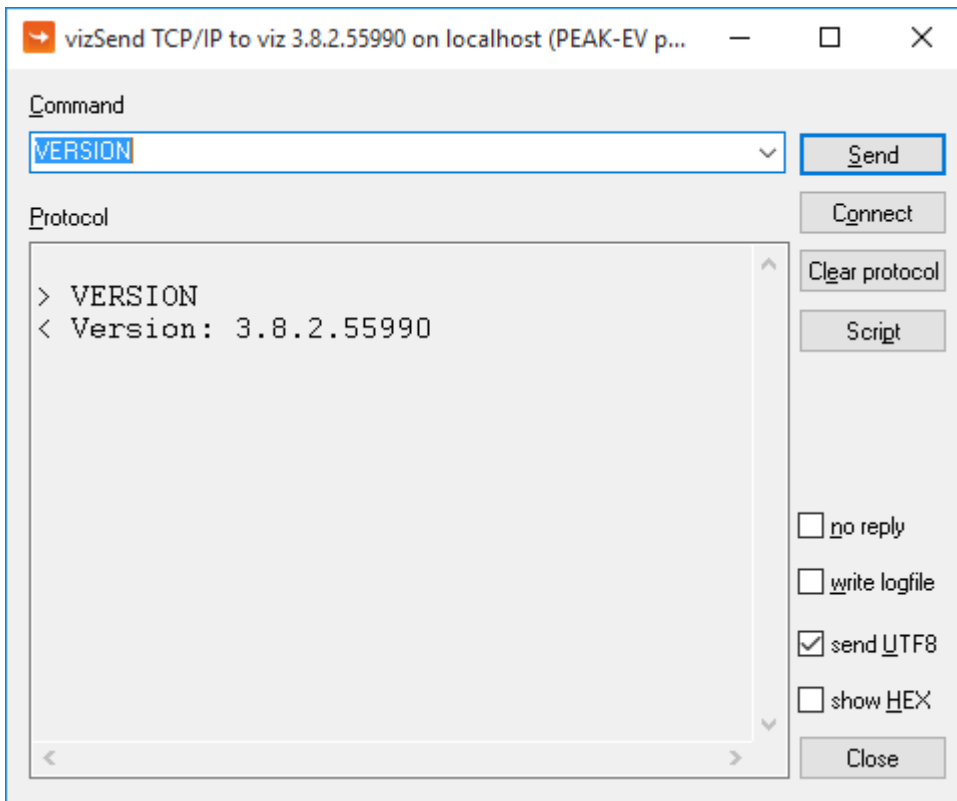 vizSend TCP/IP to viz 3.8.2.55990 on localhost (PEAK-EV p...
Command
VERSION
Send
Protocol
Connect
Clear protocol
Script
> VERSION
< Version: 3.8.2.55990
no reply
write logfile
send UTF8
show HEX
Close